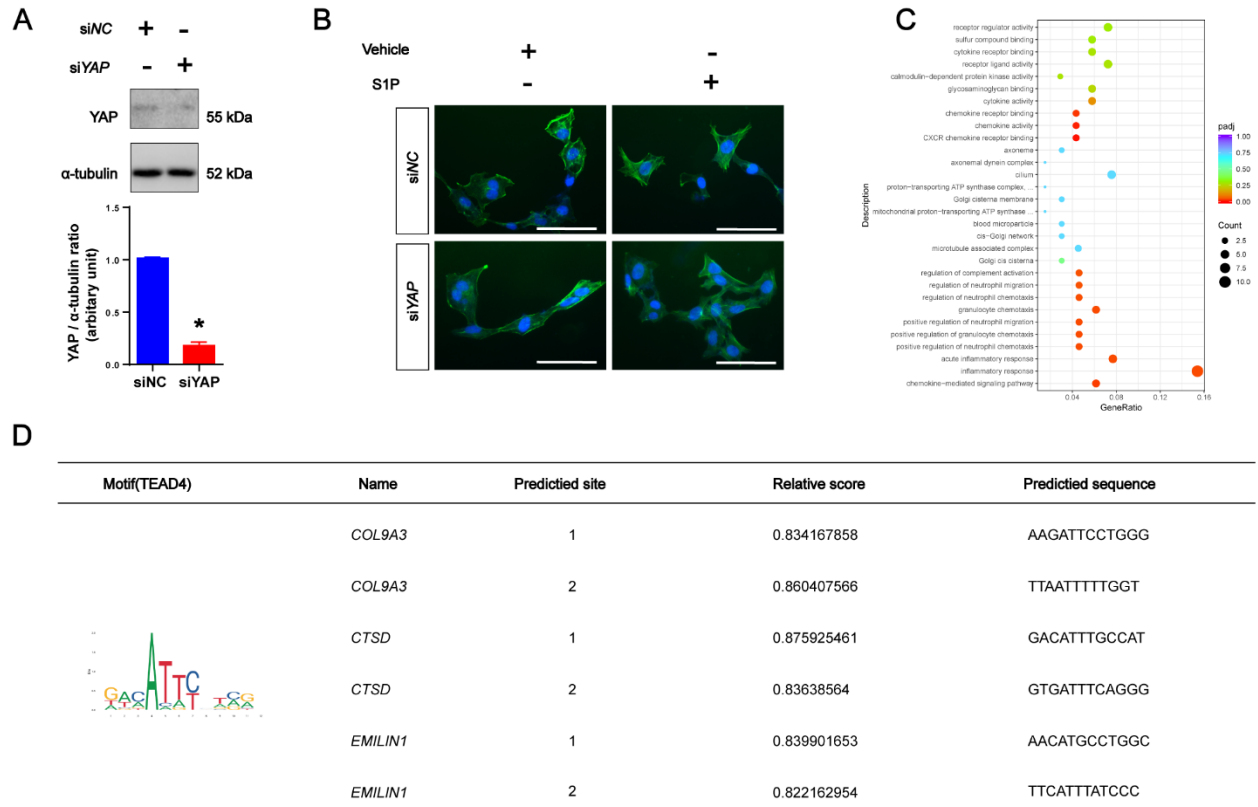 A
siNC + -
siYAP - +
YAP 55 kDa
α-tubulin 52 kDa
YAP / α-tubulin ratio
(arbitary unit)
1.5
1.0
0.5
0.0
*
siNC siYAP
B
Vehicle + -
S1P - +
siNC
siYAP
C
receptor regulator activity
sulfur compound binding
cytokine receptor binding
receptor ligand activity
calmodulin-dependent protein kinase activity
glycosaminoglycan binding
cytokine activity
chemokine receptor binding
chemokine activity
CXCR chemokine receptor binding
axoneme
axonemal dynein complex
cilium
proton-transporting ATP synthase complex, ...
Golgi cisterna membrane
mitochondrial proton-transporting ATP synthase ...
blood microparticle
cis-Golgi network
microtubule associated complex
Golgi cis cisterna
regulation of complement activation
regulation of neutrophil migration
regulation of neutrophil chemotaxis
granulocyte chemotaxis
positive regulation of neutrophil migration
positive regulation of granulocyte chemotaxis
positive regulation of neutrophil chemotaxis
acute inflammatory response
inflammatory response
chemokine-mediated signaling pathway
Description
0.04 0.08 0.12 0.16
GeneRatio
padj
1.00
0.75
0.50
0.25
0.00
Count
2.5
5.0
7.5
10.0
D
Motif(TEAD4) Name Predictied site Relative score Predictied sequence
COL9A3 1 0.834167858 AAGATTCCTGGG
COL9A3 2 0.860407566 TTAATTTTTGGT
CTSD 1 0.875925461 GACATTTGCCAT
CTSD 2 0.83638564 GTGATTTCAGGG
EMILIN1 1 0.839901653 AACATGCCTGGC
EMILIN1 2 0.822162954 TTCATTTATCCC